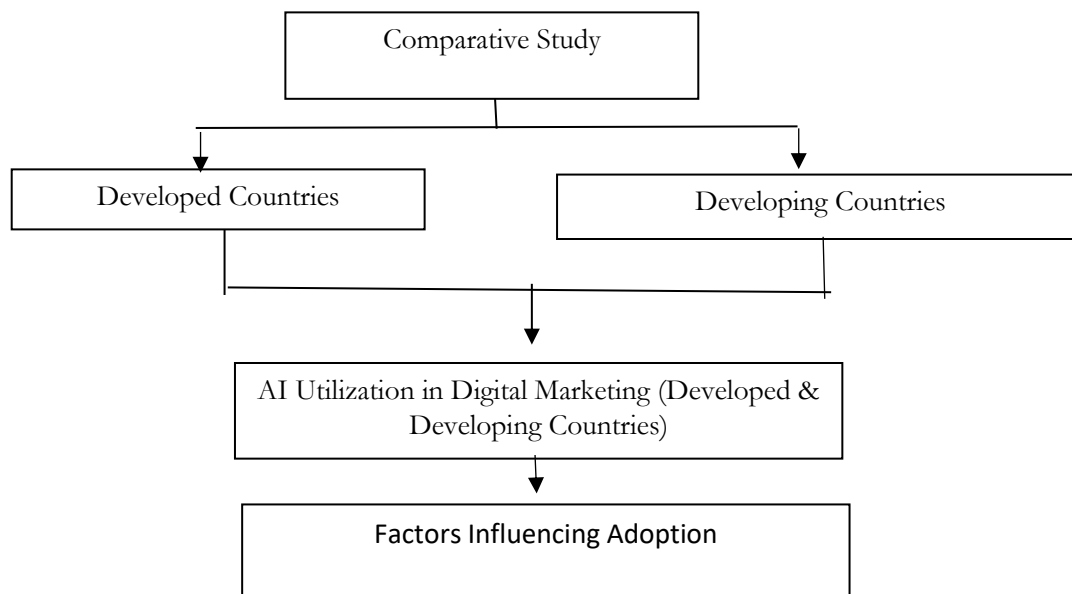 Comparative Study
Developed Countries
Developing Countries
AI Utilization in Digital Marketing (Developed &
Developing Countries)
Factors Influencing Adoption